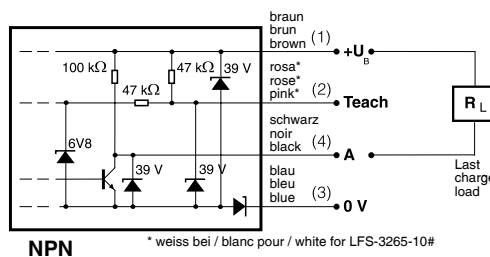 braun
brun
brown (1) +UB
100 kΩ 47 kΩ 39 V
rosa*
rose*
pink* (2) Teach
47 kΩ
R L
schwarz
noir
black (4) A
6V8
39 V 39 V
Last
charge
load
blau
bleu
blue (3) 0 V
NPN
* weiss bei / blanc pour / white for LFS-3265-10#